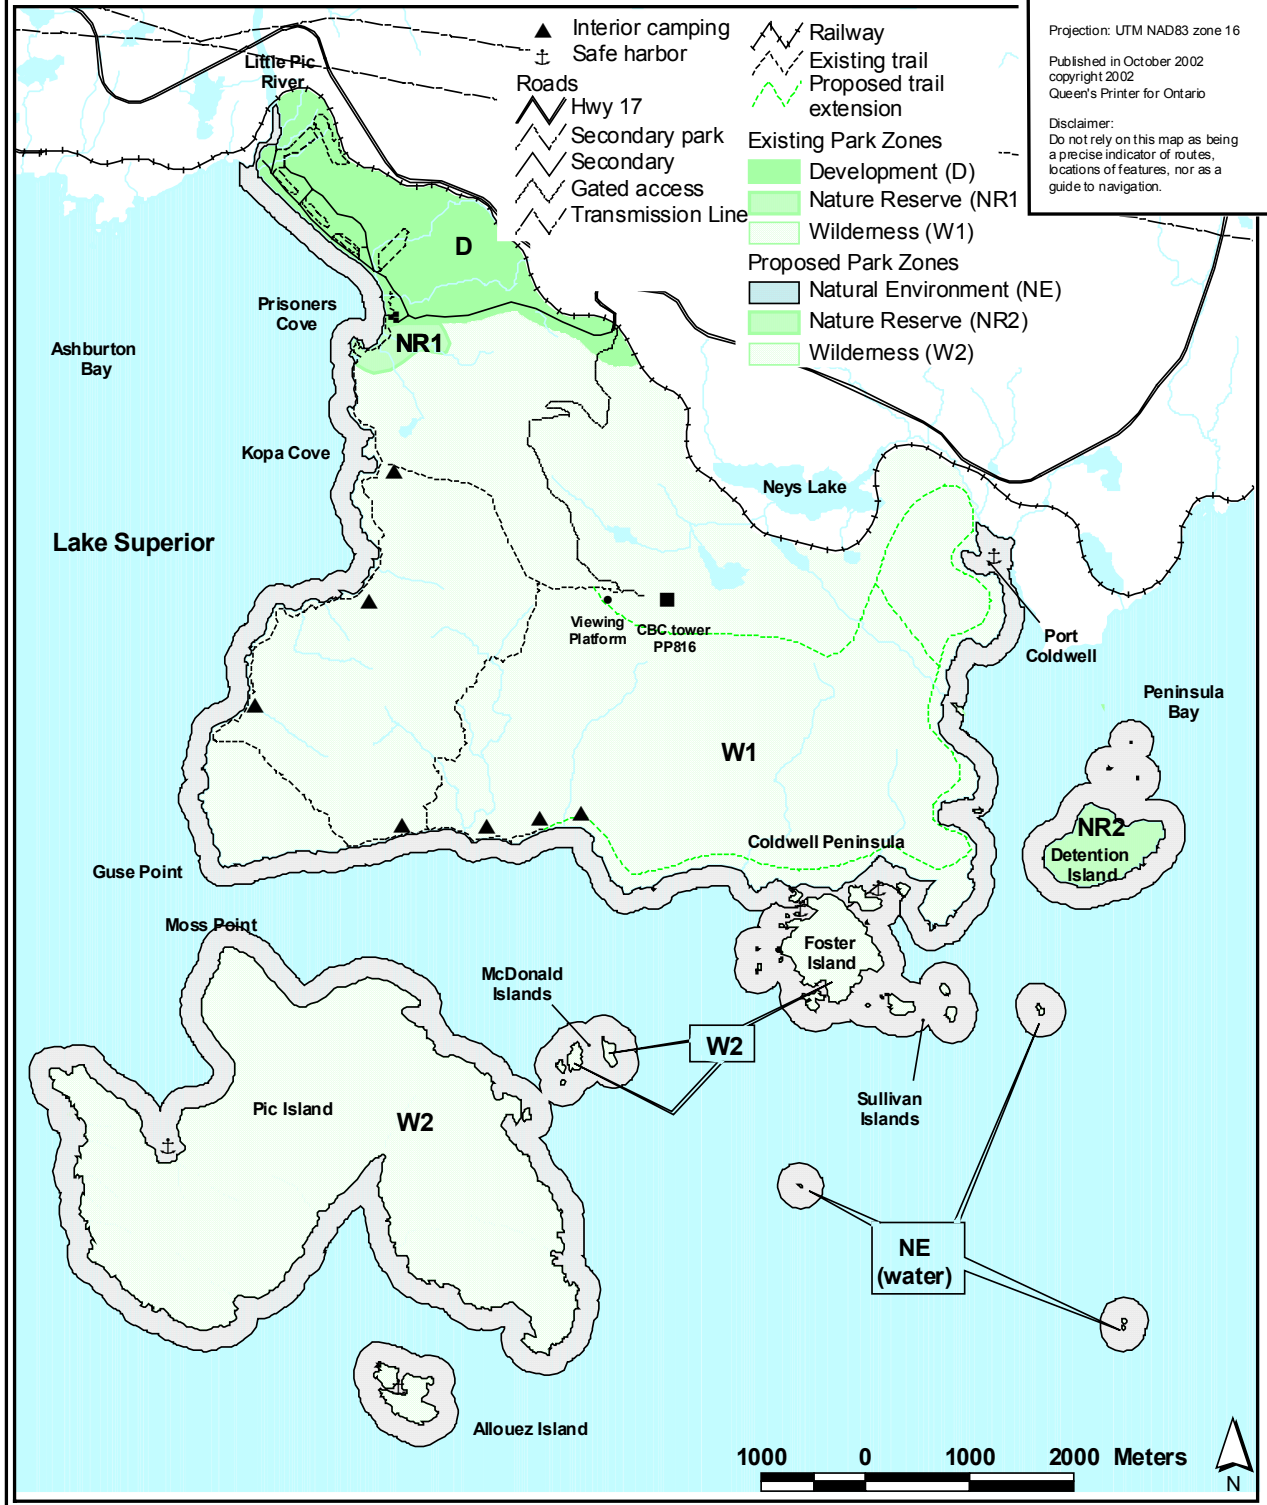 Interior camping
Safe harbor
Roads
Hwy 17
Secondary park
Secondary
Gated access
Transmission Line
Railway
Existing trail
Proposed trail
extension
Existing Park Zones
Development (D)
Nature Reserve (NR1
Wilderness (W1)
Proposed Park Zones
Natural Environment (NE)
Nature Reserve (NR2)
Wilderness (W2)
Projection: UTM NAD83 zone 16
Published in October 2002
copyright 2002
Queen's Printer for Ontario
Disclaimer:
Do not rely on this map as being
a precise indicator of routes,
locations of features, nor as a
guide to navigation.
Little Pic
River
D
Prisoners
Cove
NR1
Ashburton
Bay
Kopa Cove
Neys Lake
Lake Superior
Viewing
Platform
CBC tower
PP816
Port
Coldwell
Peninsula
Bay
W1
NR2
Detention
Island
Coldwell Peninsula
Guse Point
Moss Point
Foster
Island
McDonald
Islands
W2
Sullivan
Islands
Pic Island
W2
NE
(water)
Allouez Island
1000 0 1000 2000 Meters
N